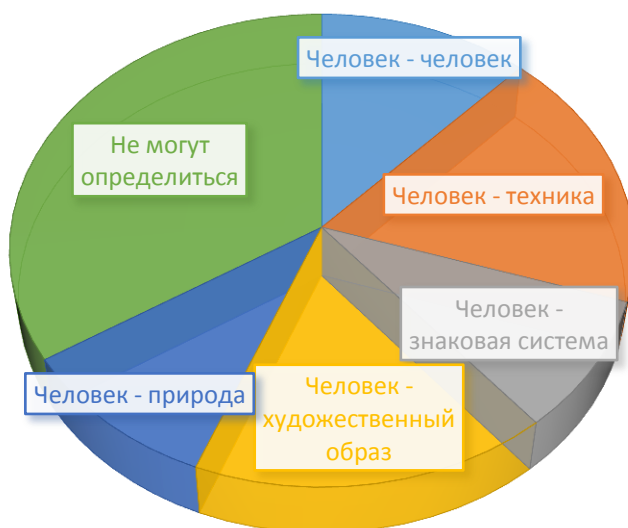 Человек - человек
Не могут
определиться
Человек - техника
Человек -
знаковая система
Человек - природа
Человек -
художественный
образ